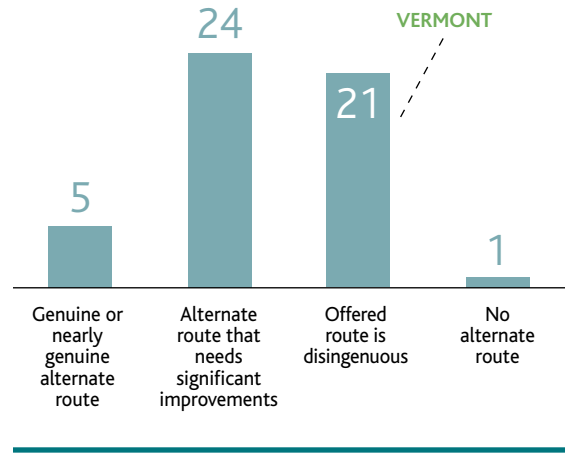 24
VERMONT
21
5
1
Genuine or
nearly
genuine
alternate
route
Alternate
route that
needs
significant
improvements
Offered
route is
disingenuous
No
alternate
route